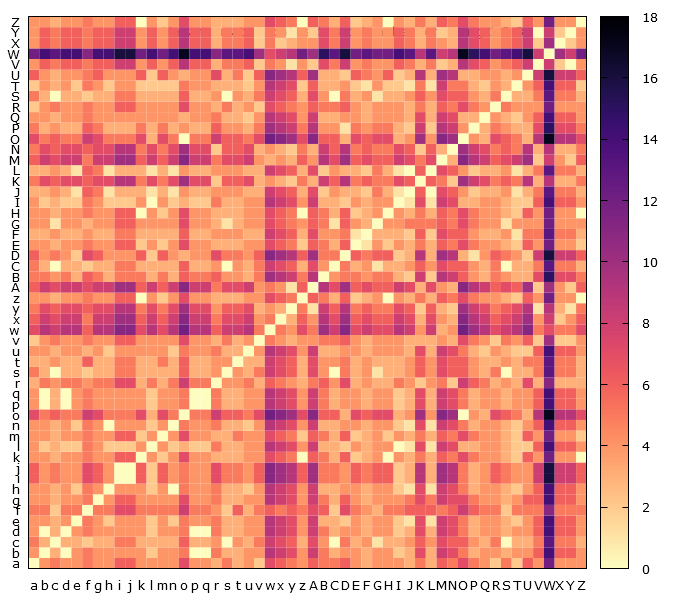 Z
Y
X
W
V
U
T
S
R
Q
P
O
N
M
L
K
J
I
H
G
F
E
D
C
B
A
z
y
x
w
v
u
t
s
r
q
p
o
n
m
l
k
j
i
h
g
f
e
d
c
b
a
a b c d e f g h i j k l m n o p q r s t u v w x y z A B C D E F G H I J K L M N O P Q R S T U V W X Y Z
18
16
14
12
10
8
6
4
2
0